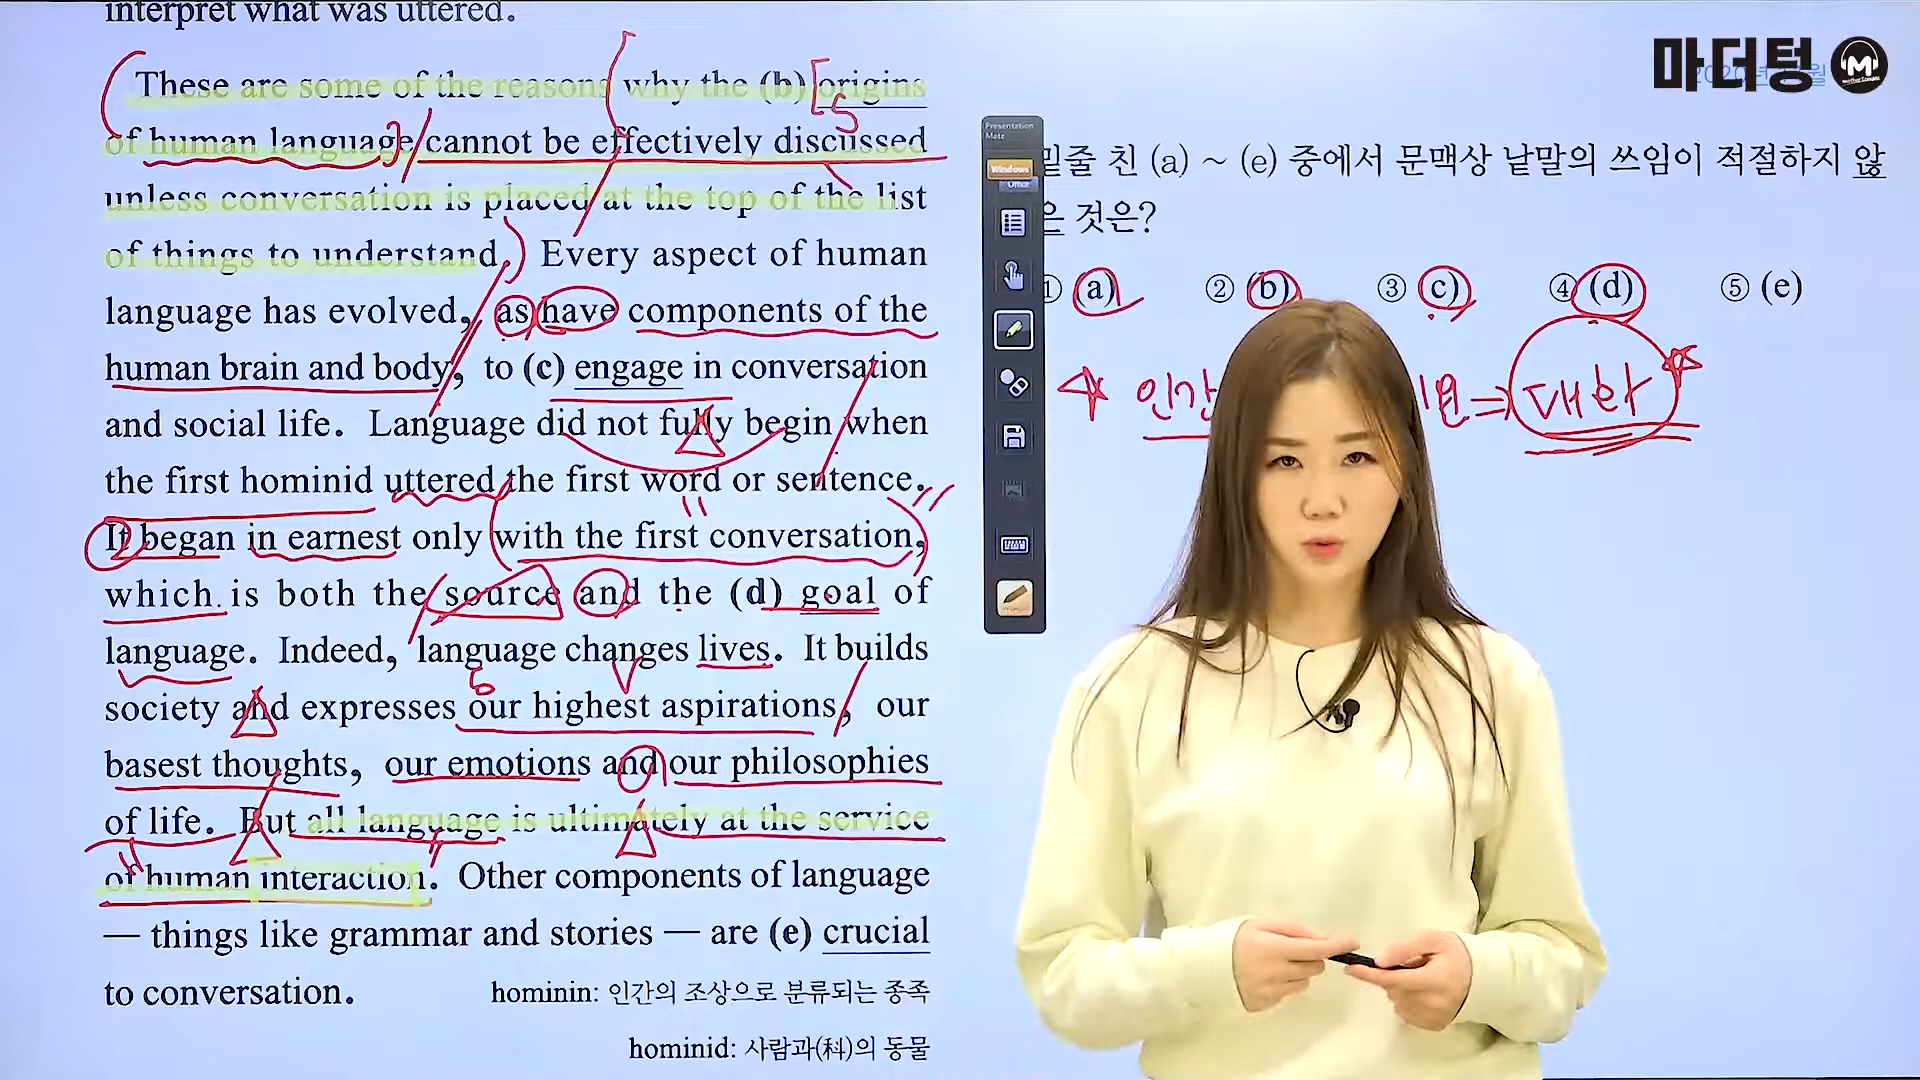 interpret what was uttered.
These are some of the reasons why the (b) origins
of human language cannot be effectively discussed
unless conversation is placed at the top of the list
of things to understand. Every aspect of human
language has evolved, as have components of the
human brain and body, to (c) engage in conversation
and social life. Language did not fully begin when
the first hominid uttered the first word or sentence.
It began in earnest only with the first conversation,
which is both the source and the (d) goal of
language. Indeed, language changes lives. It builds
society and expresses our highest aspirations, our
basest thoughts, our emotions and our philosophies
of life. But all language is ultimately at the service
of human interaction. Other components of language
— things like grammar and stories — are (e) crucial
to conversation.
hominin: 인간의 조상으로 분류되는 종족
hominid: 사람과(科)의 동물
마더텅
Presentation
Mate
Windows
Office
밑줄 친 (a) ~ (e) 중에서 문맥상 낱말의 쓰임이 적절하지 않
은 것은?
① (a) ② (b) ③ (c) ④ (d) ⑤ (e)
인간 ⇒ 대화